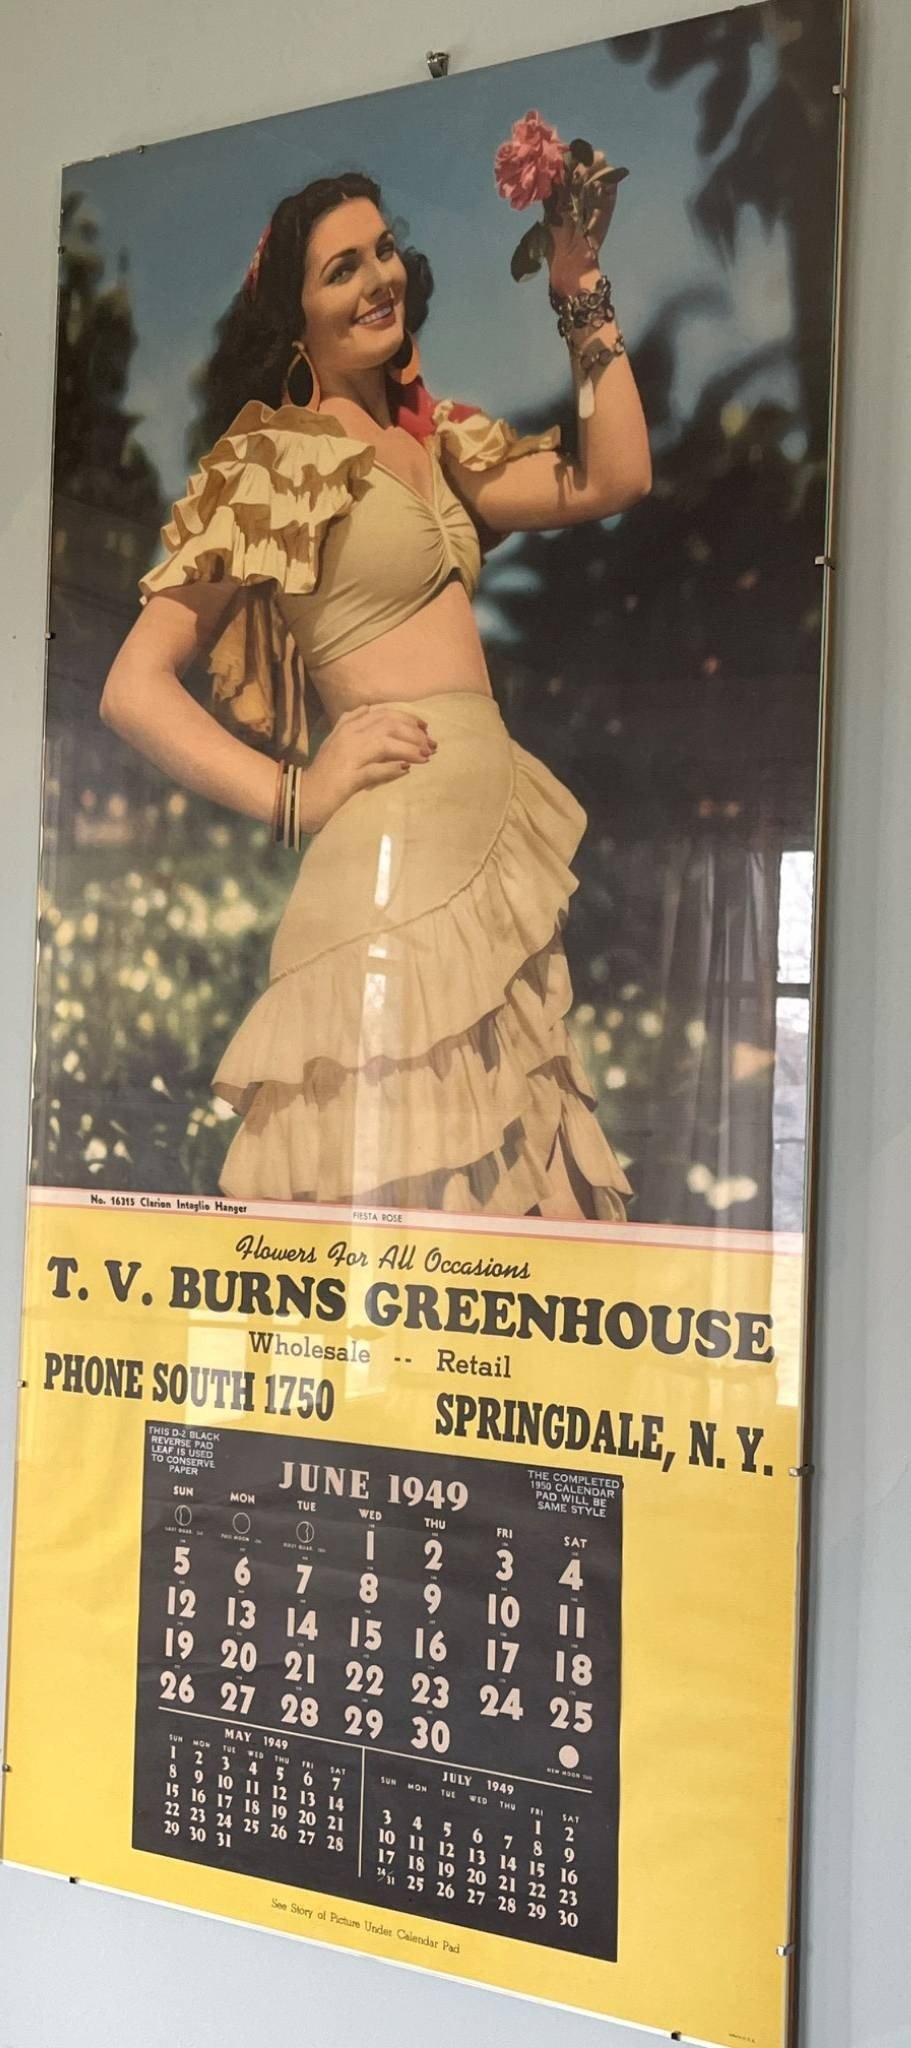 No. 16315 Clarion Intaglio Hanger
FIESTA ROSE
Flowers For All Occasions
T. V. BURNS GREENHOUSE
Wholesale -- Retail
PHONE SOUTH 1750 SPRINGDALE, N. Y.
THIS D-2 BLACK
REVERSE PAD
LEAF IS USED
TO CONSERVE
PAPER
JUNE 1949
THE COMPLETED
1950 CALENDAR
PAD WILL BE
SAME STYLE
SUN MON TUE WED THU FRI SAT
LAST QUAR. FULL MOON FIRST QUAR.
1 2 3 4
5 6 7 8 9 10 11
12 13 14 15 16 17 18
19 20 21 22 23 24 25
26 27 28 29 30
NEW MOON
MAY 1949
SUN MON TUE WED THU FRI SAT
1 2 3 4 5 6 7
8 9 10 11 12 13 14
15 16 17 18 19 20 21
22 23 24 25 26 27 28
29 30 31
JULY 1949
SUN MON TUE WED THU FRI SAT
1 2
3 4 5 6 7 8 9
10 11 12 13 14 15 16
17 18 19 20 21 22 23
24/31 25 26 27 28 29 30
See Story of Picture Under Calendar Pad